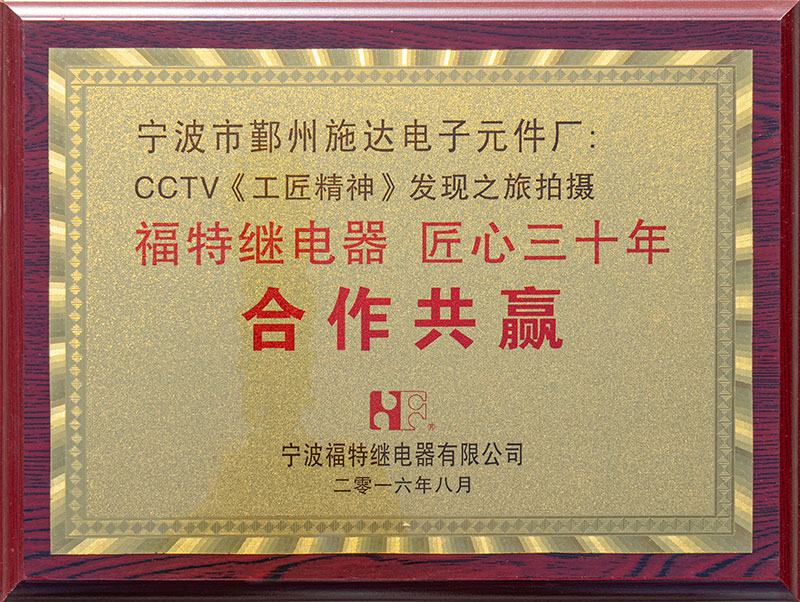 宁波市鄞州施达电子元件厂:
CCTV《工匠精神》发现之旅拍摄
福特继电器 匠心三十年
合作共赢
HF®
宁波福特继电器有限公司
二零一六年八月